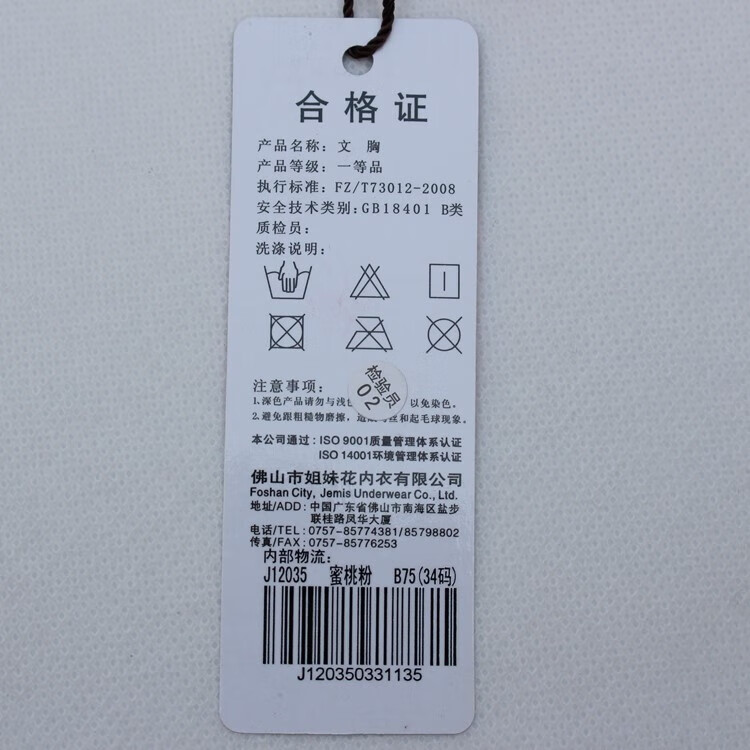 合格证
产品名称：文 胸
产品等级：一等品
执行标准：FZ/T73012-2008
安全技术类别：GB18401 B类
质检员：
洗涤说明：
检验员
02
注意事项：
1、深色产品请勿与浅 以免染色。
2、避免跟粗糙物磨擦， 丝和起毛球现象。
本公司通过：ISO 9001质量管理体系认证
ISO 14001环境管理体系认证
佛山市姐妹花内衣有限公司
Foshan City, Jemis Underwear Co., Ltd.
地址/ADD：中国广东省佛山市南海区盐步
联桂路凤华大厦
电话/TEL：0757-85774381/85798802
传真/FAX：0757-85776253
内部物流：
J12035 蜜桃粉 B75(34码)
J120350331135